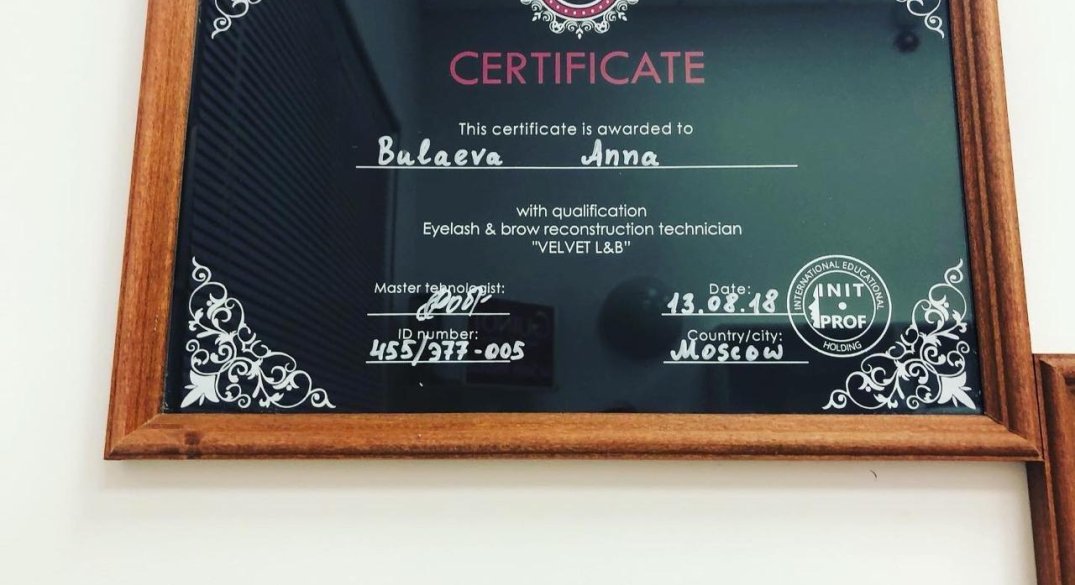 CERTIFICATE
This certificate is awarded to
Bulaeva Anna
with qualification
Eyelash & brow reconstruction technician
"VELVET L&B"
Master tehnologist:
Date:
13.08.18
ID number:
455/377-005
Country/city:
Moscow
INTERNATIONAL EDUCATIONAL
INIT
PROF
HOLDING